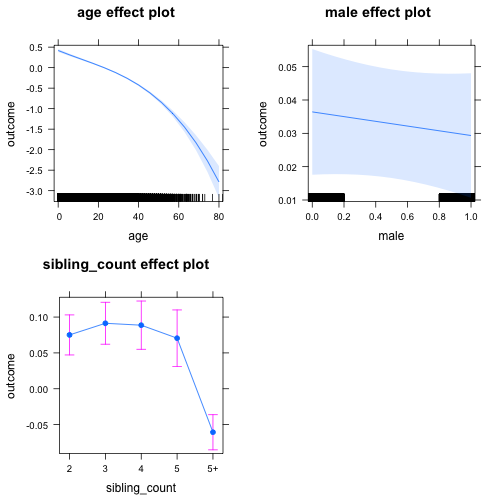 age effect plot
outcome
0.5
0.0
-0.5
-1.0
-1.5
-2.0
-2.5
-3.0
0 20 40 60 80
age
male effect plot
outcome
0.05
0.04
0.03
0.02
0.01
0.0 0.2 0.4 0.6 0.8 1.0
male
sibling_count effect plot
outcome
0.10
0.05
0.00
-0.05
2 3 4 5 5+
sibling_count